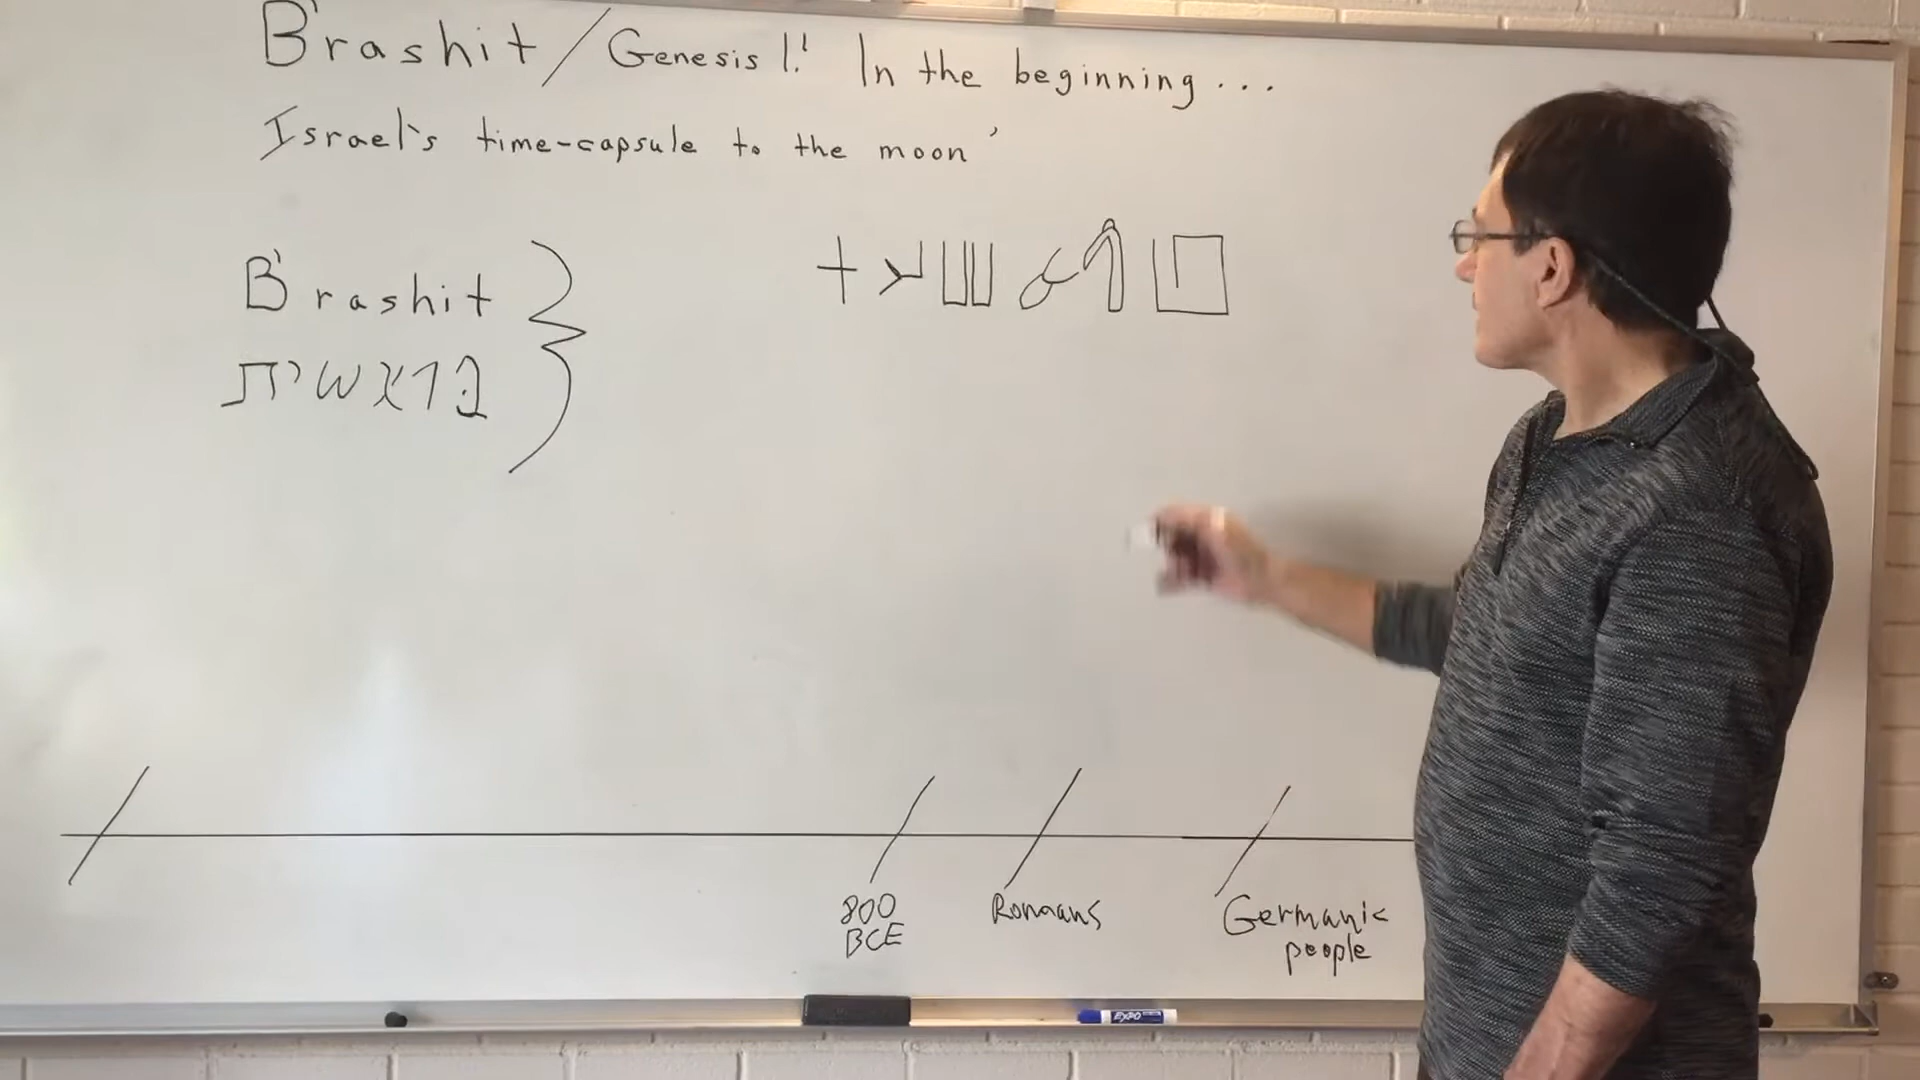 B'rashit/Genesis 1:1 In the beginning...
Israel's time-capsule to the moon'
B'rashit
בראשית
800
BCE
Romans
Germanic
people
EXPO